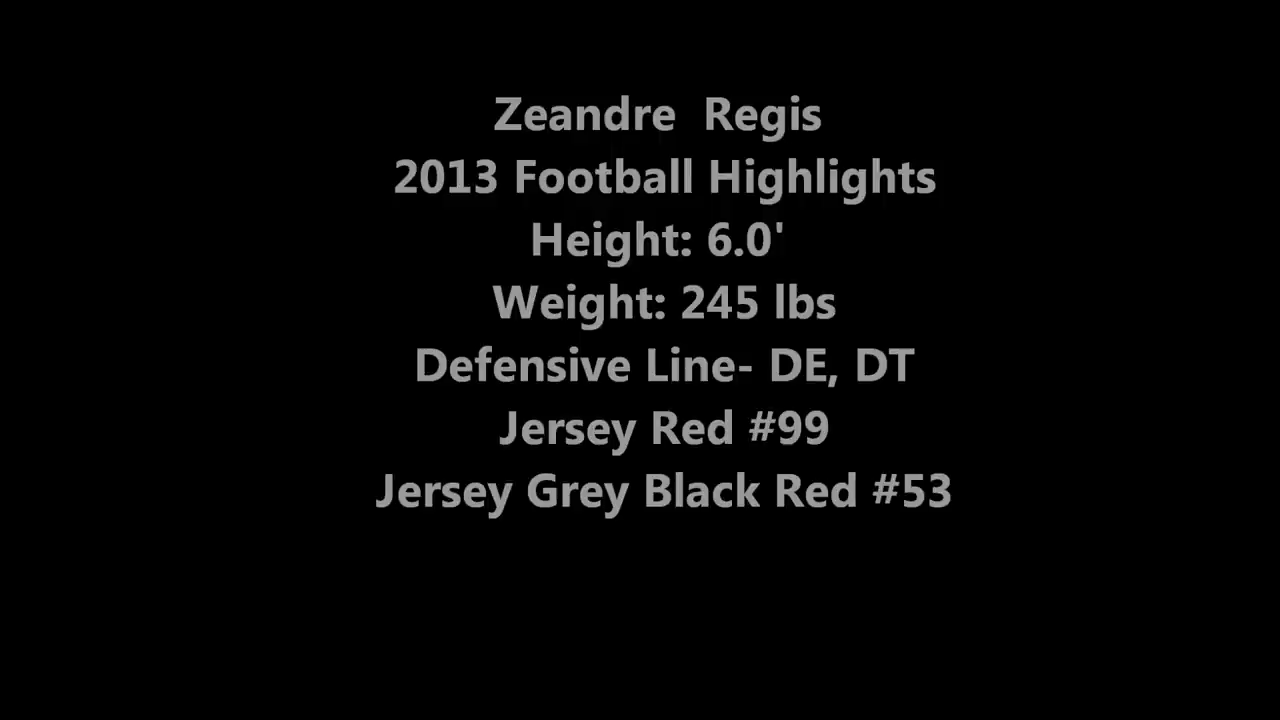 Zeandre  Regis
2013 Football Highlights
Height: 6.0'
Weight: 245 lbs
Defensive Line- DE, DT
Jersey Red #99
Jersey Grey Black Red #53